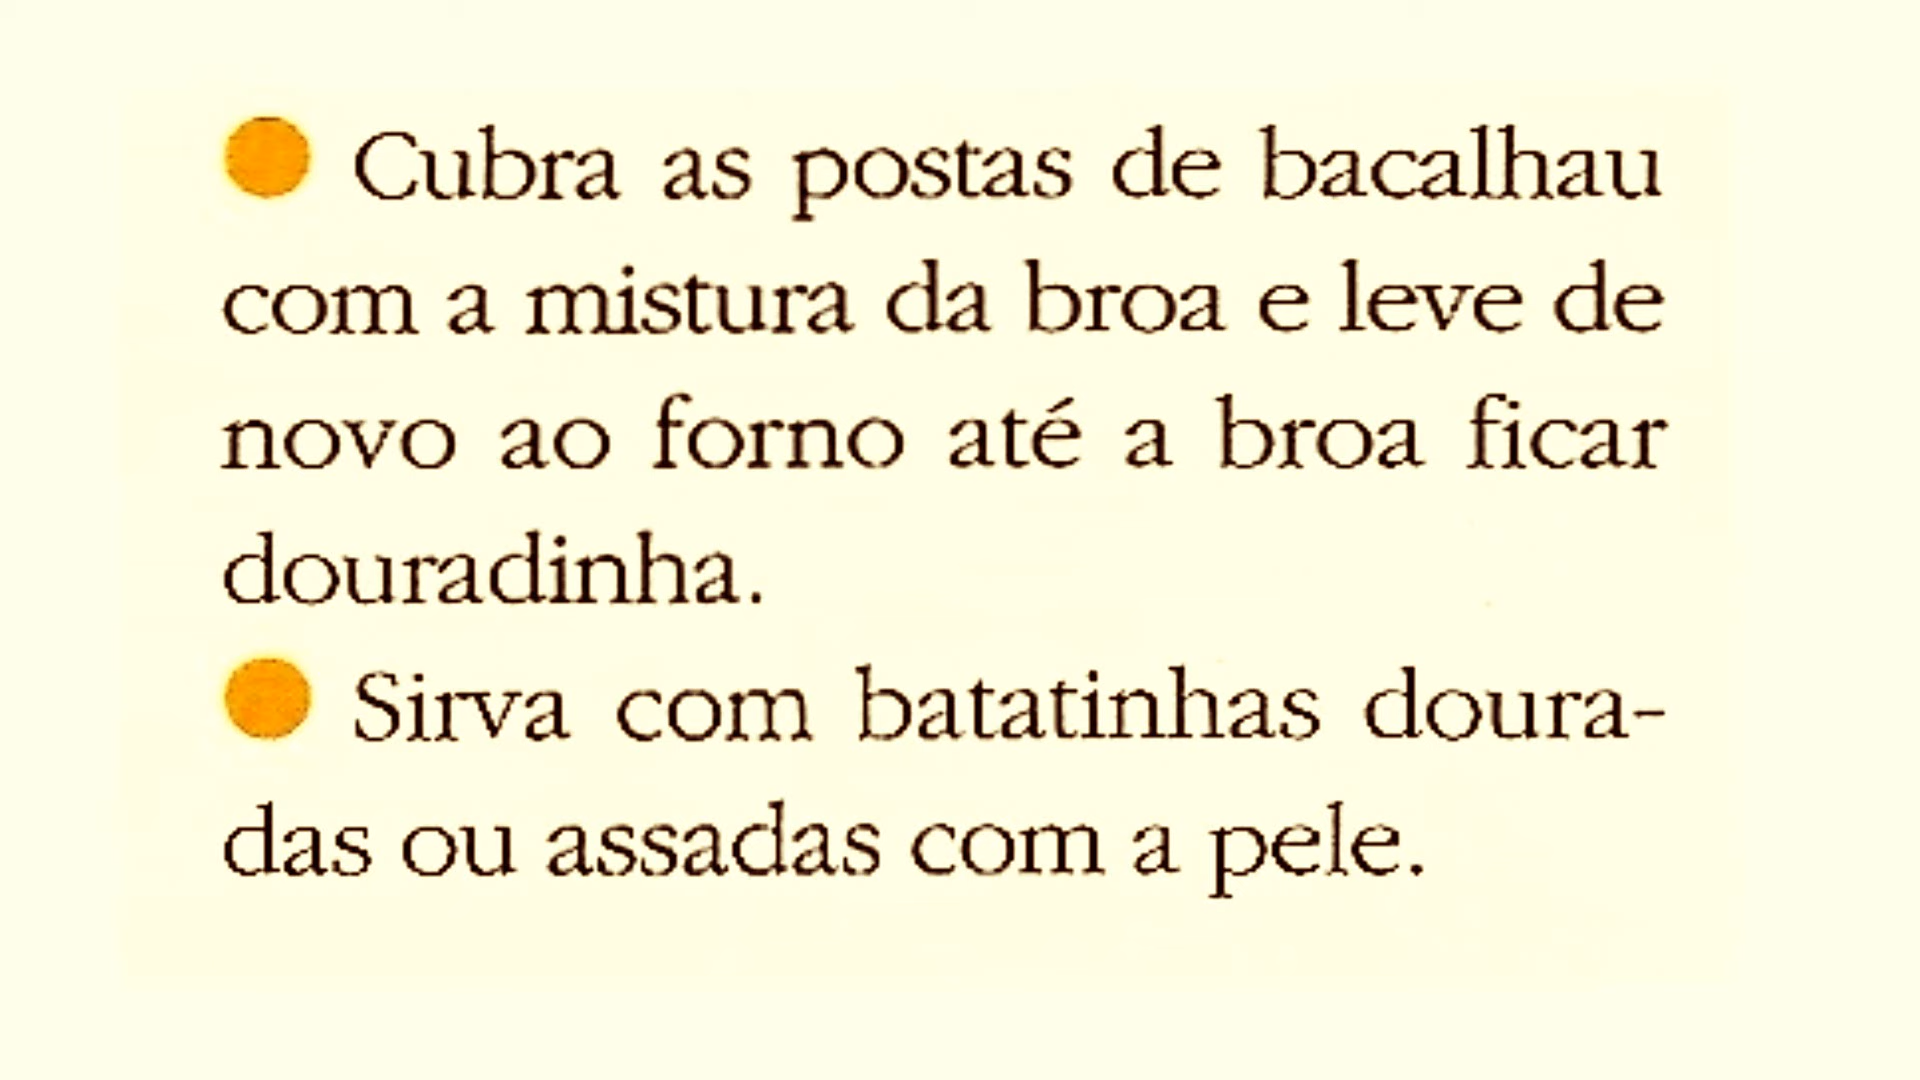 Cubra as postas de bacalhau
com a mistura da broa e leve de
novo ao forno até a broa ficar
douradinha.
Sirva com batatinhas doura-
das ou assadas com a pele.